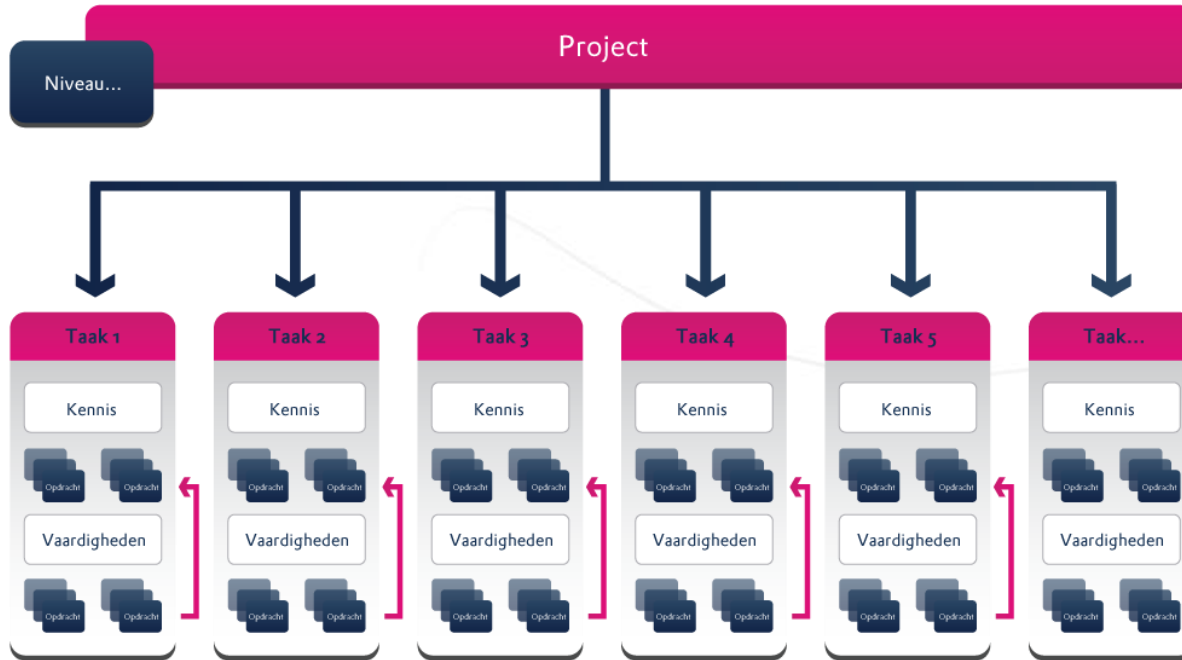 Project
Niveau...
Taak 1 Taak 2 Taak 3 Taak 4 Taak 5 Taak...
Kennis Kennis Kennis Kennis Kennis Kennis
Opdracht Opdracht Opdracht Opdracht Opdracht Opdracht Opdracht Opdracht Opdracht Opdracht Opdracht Opdracht
Vaardigheden Vaardigheden Vaardigheden Vaardigheden Vaardigheden Vaardigheden
Opdracht Opdracht Opdracht Opdracht Opdracht Opdracht Opdracht Opdracht Opdracht Opdracht Opdracht Opdracht